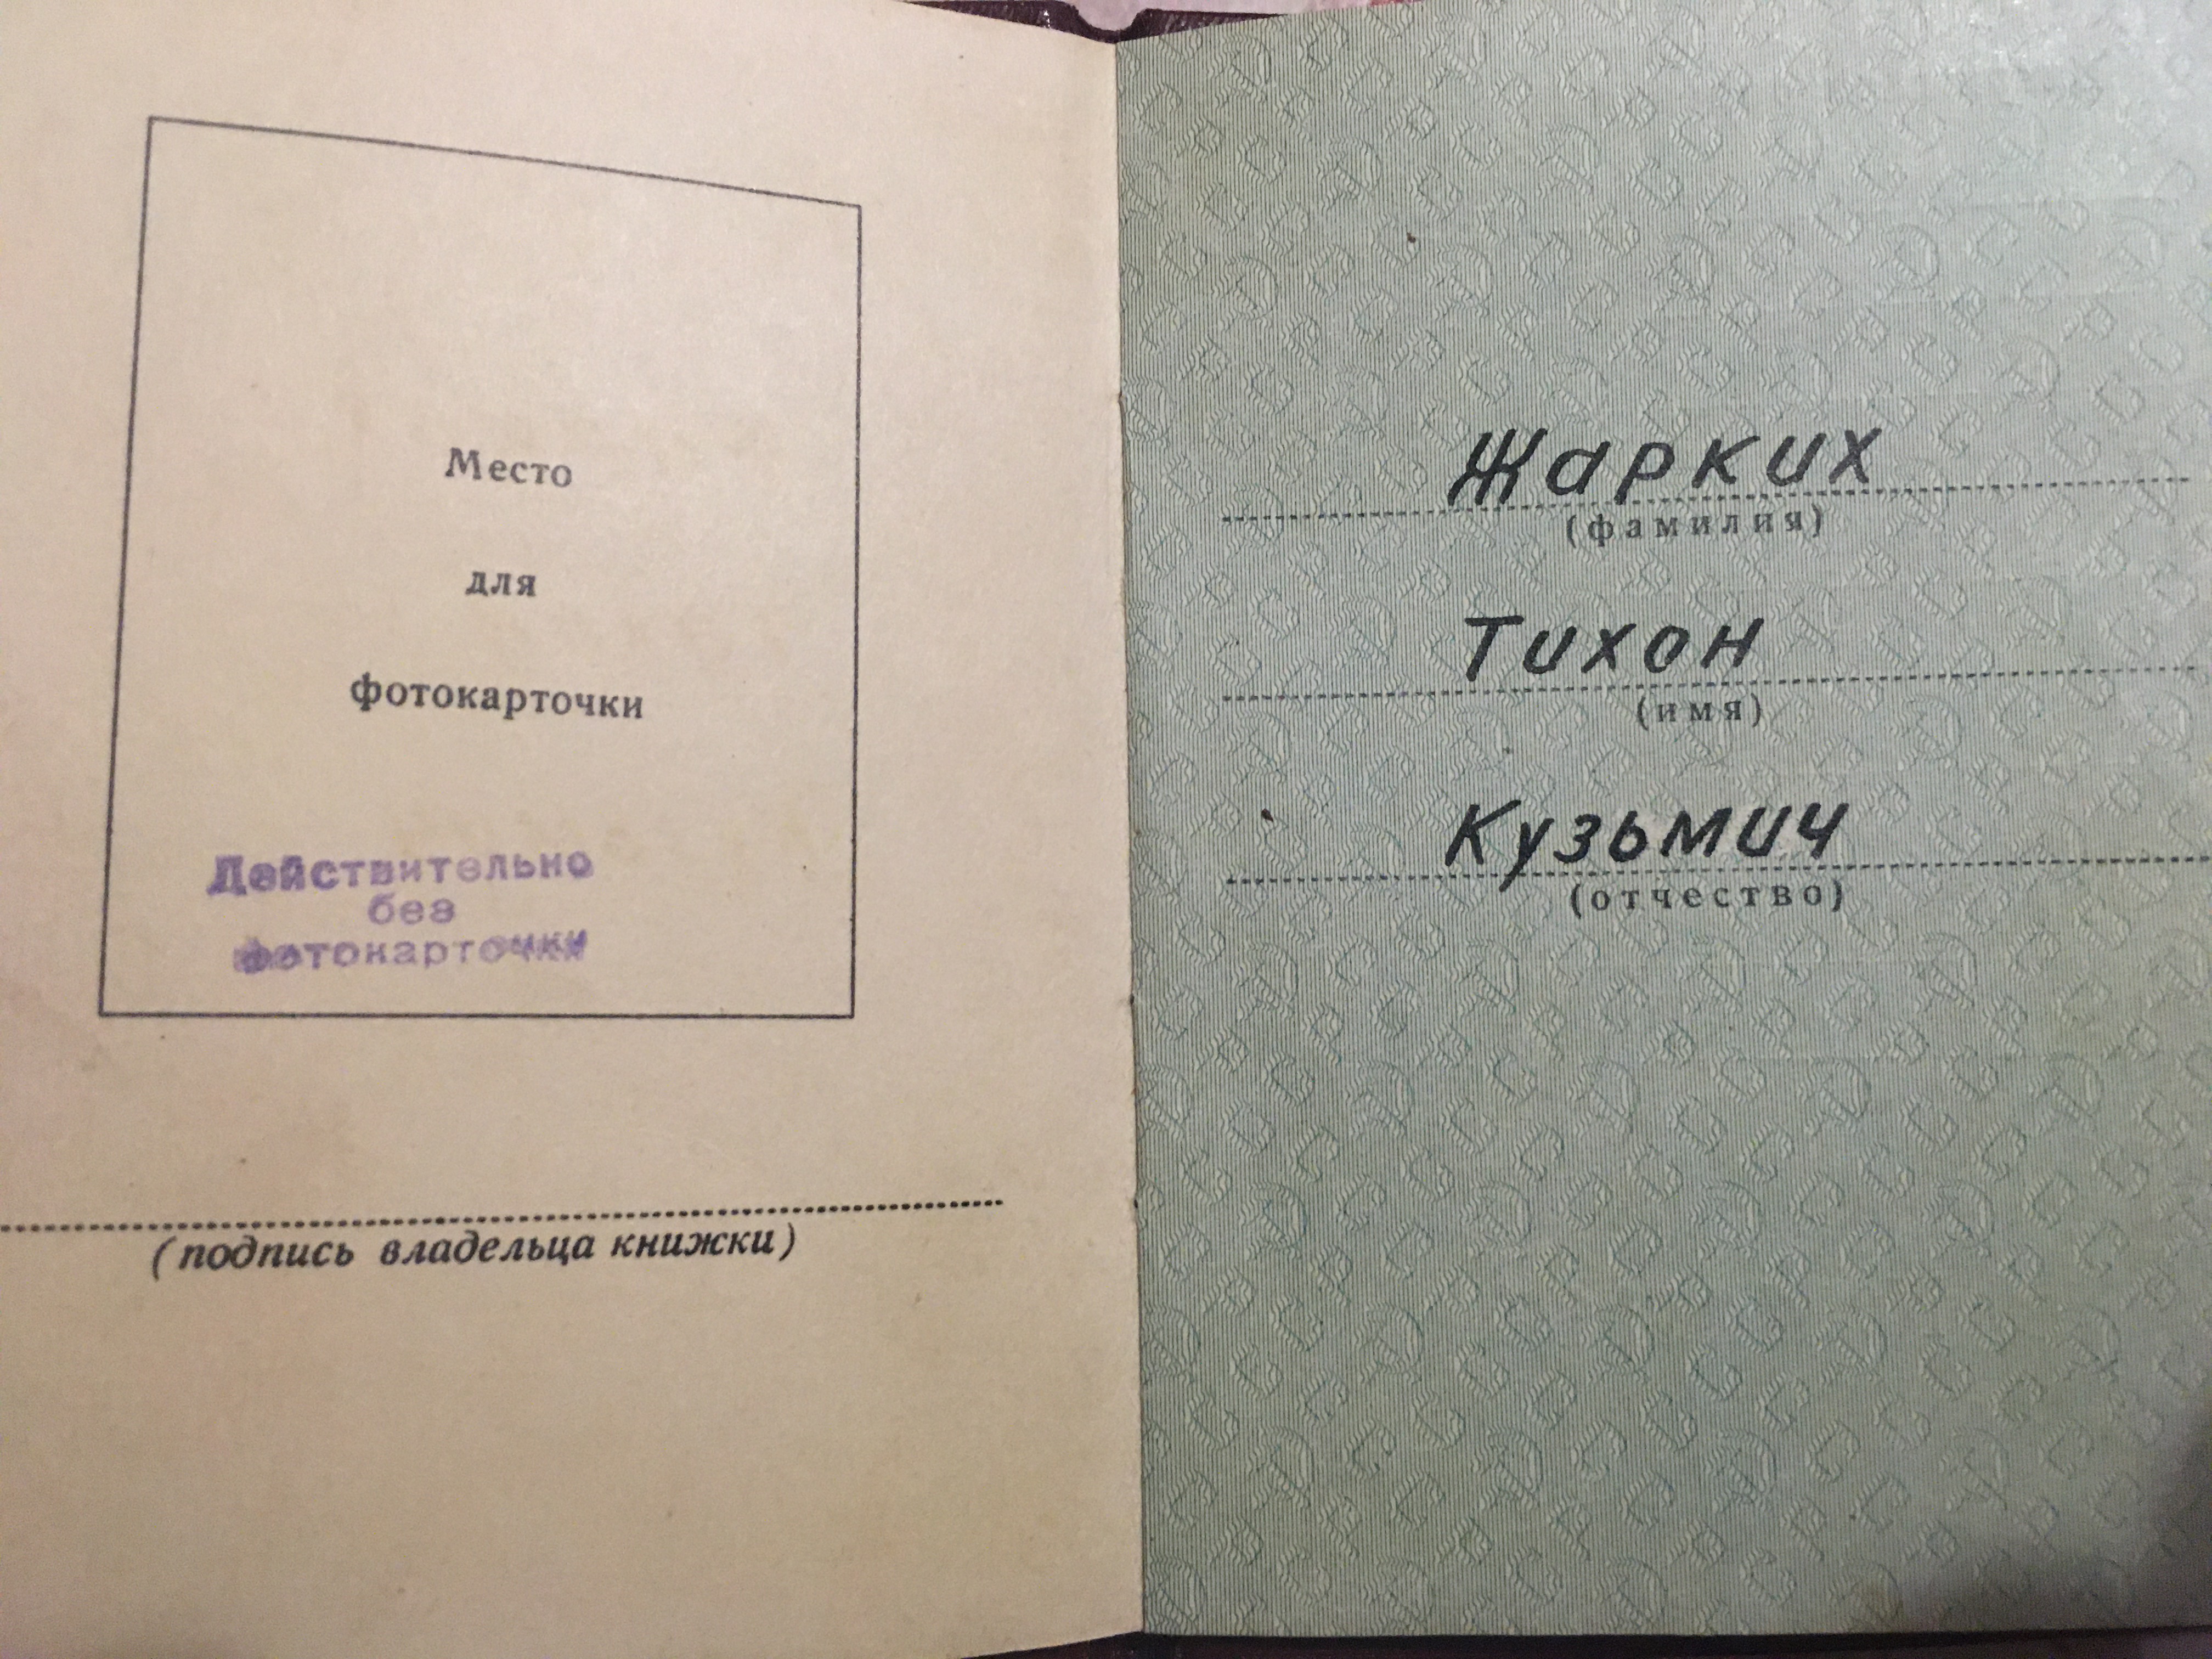 Место
для
фотокарточки
Действительно
без
фотокарточки
(подпись владельца книжки)
Жарких
(фамилия)
Тихон
(имя)
Кузьмич
(отчество)